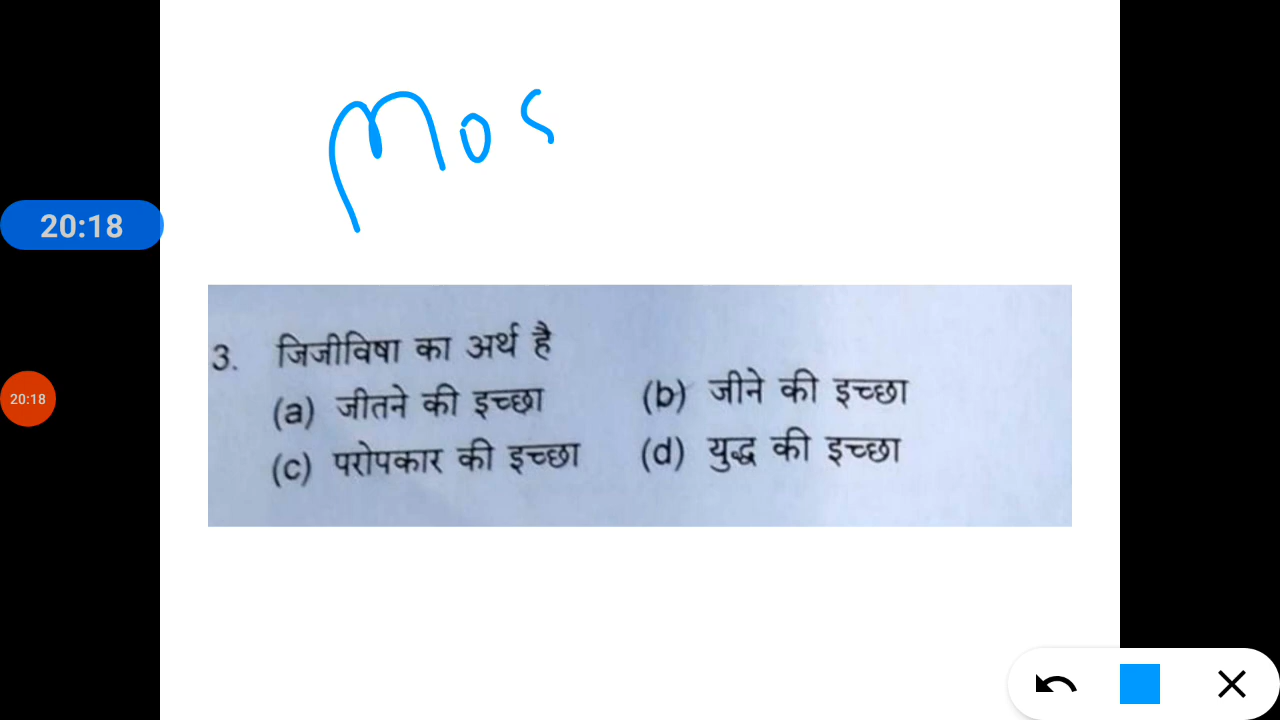 Mos
20:18
3. जिजीविषा का अर्थ है
20:18
(a) जीतने की इच्छा (b) जीने की इच्छा
(c) परोपकार की इच्छा (d) युद्ध की इच्छा